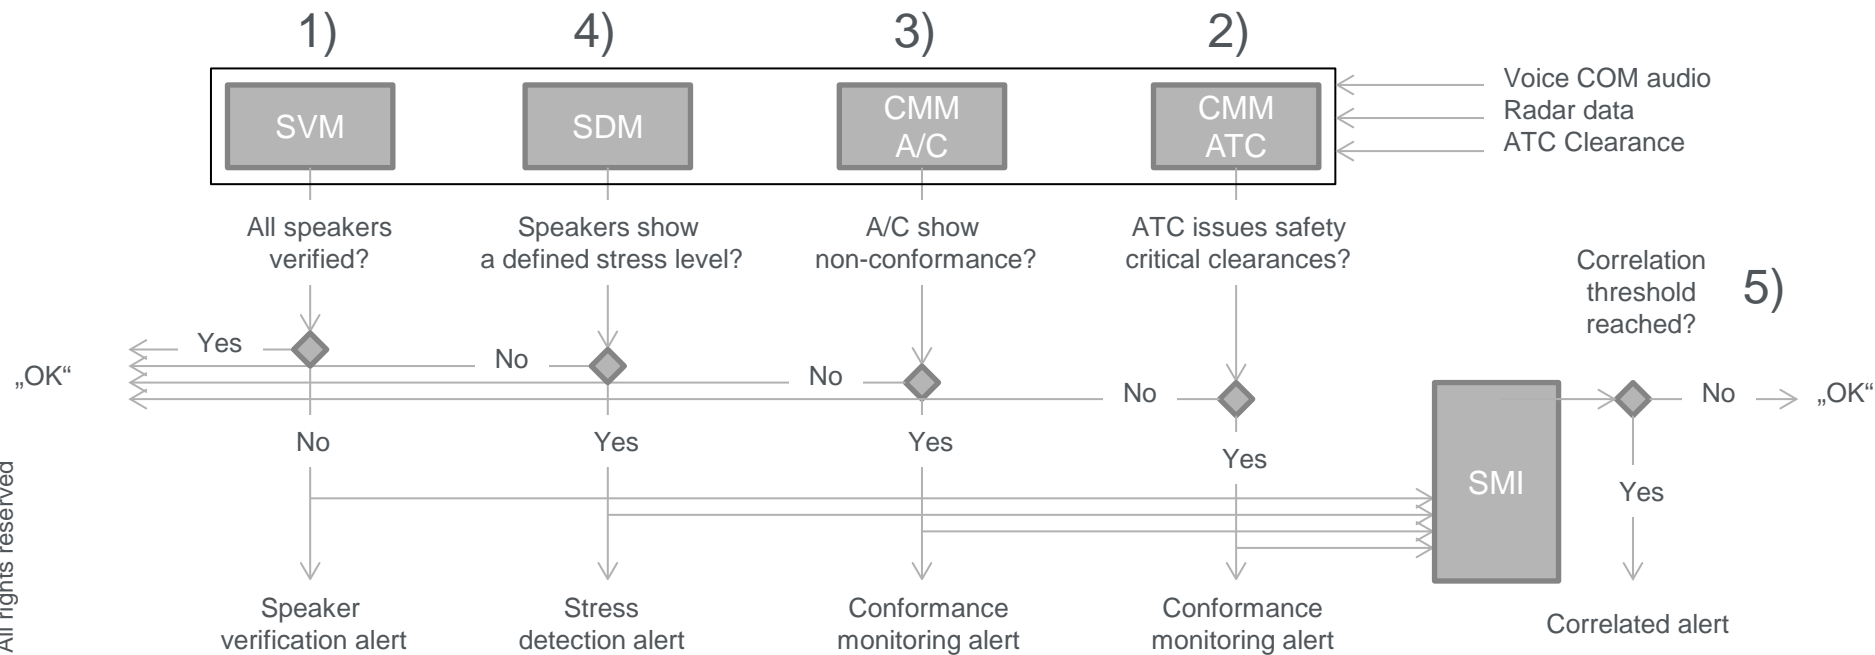 1)
4)
3)
2)
SVM
SDM
CMM
A/C
CMM
ATC
Voice COM audio
Radar data
ATC Clearance
All speakers
verified?
Speakers show
a defined stress level?
A/C show
non-conformance?
ATC issues safety
critical clearances?
Correlation
threshold
reached?
5)
Yes
No
No
No
„OK“
No
„OK“
No
Yes
Yes
Yes
SMI
Yes
Speaker
verification alert
Stress
detection alert
Conformance
monitoring alert
Conformance
monitoring alert
Correlated alert
All rights reserved